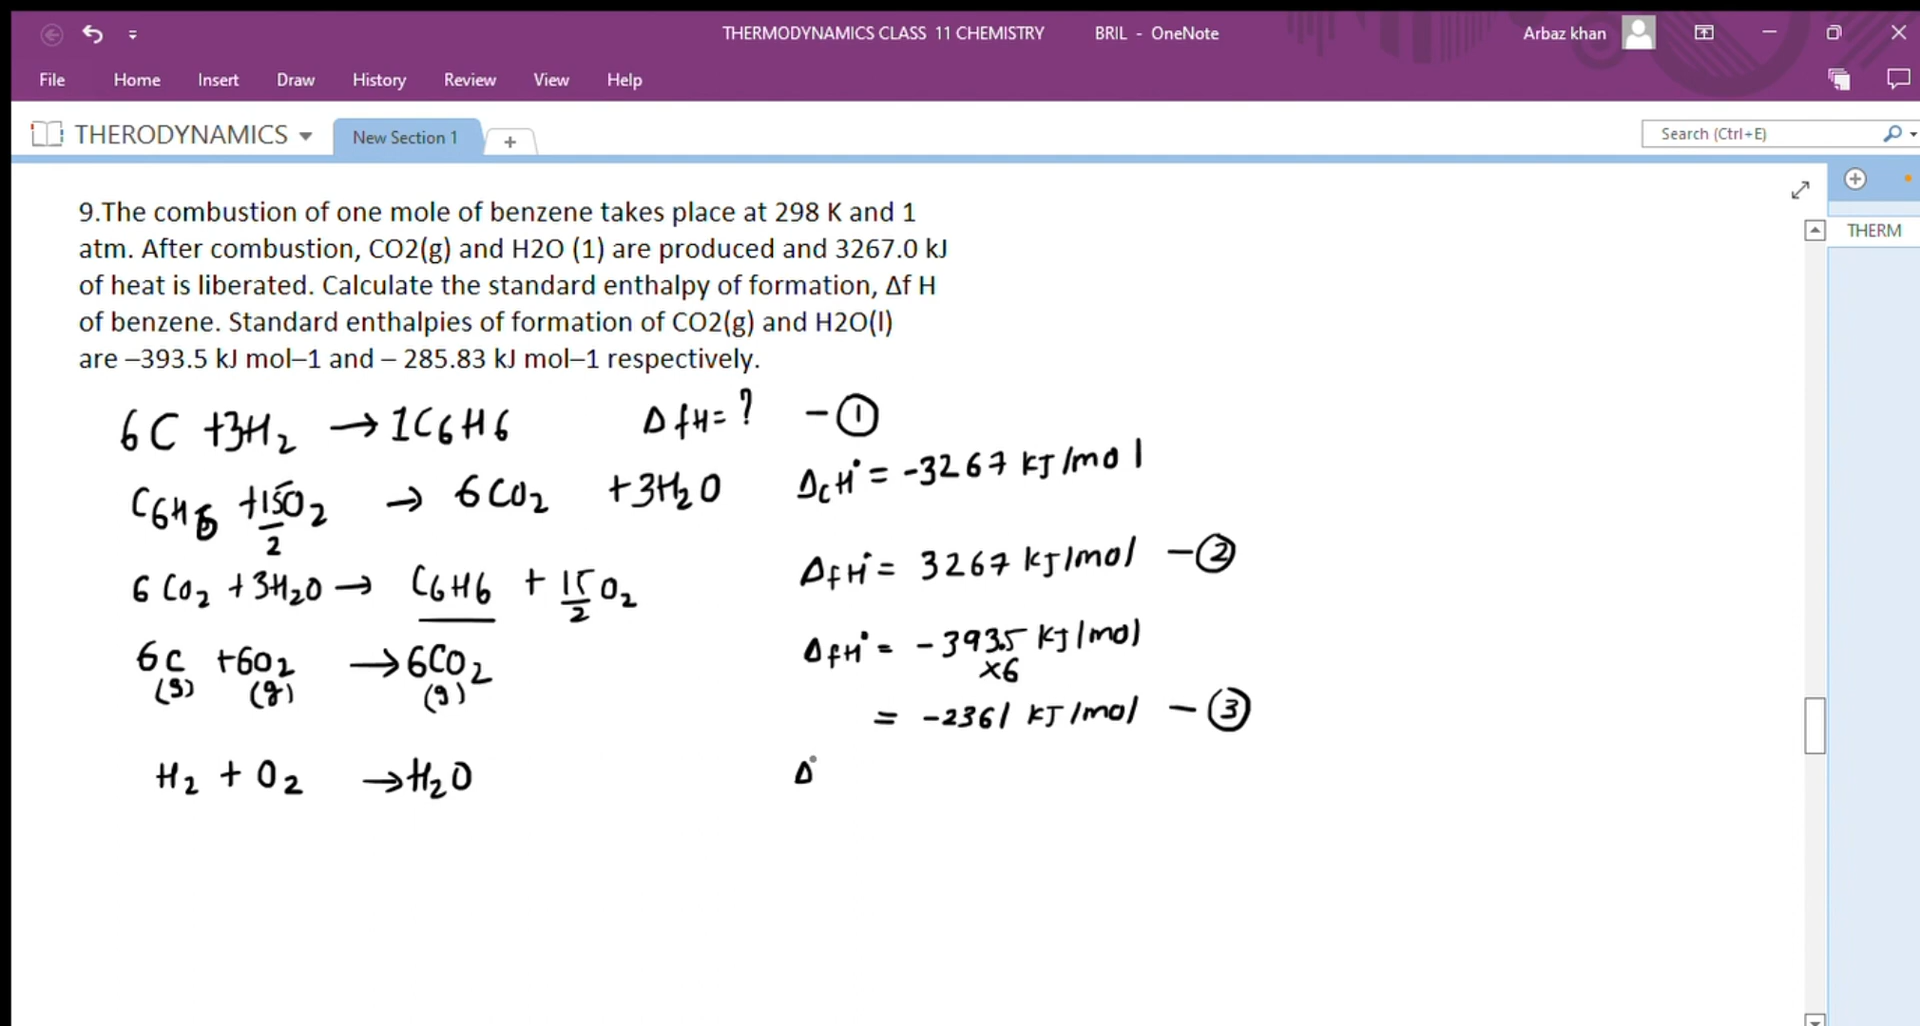 THERMODYNAMICS CLASS 11 CHEMISTRY BRIL - OneNote Arbaz khan
File Home Insert Draw History Review View Help
THERODYNAMICS New Section 1 + Search (Ctrl+E)
THERM
9.The combustion of one mole of benzene takes place at 298 K and 1
atm. After combustion, CO2(g) and H2O (1) are produced and 3267.0 kJ
of heat is liberated. Calculate the standard enthalpy of formation, Δf H
of benzene. Standard enthalpies of formation of CO2(g) and H2O(l)
are –393.5 kJ mol–1 and – 285.83 kJ mol–1 respectively.
6C +3H2 → 1C6H6 ΔfH= ? - ①
C6H6 + 15/2 O2 → 6CO2 +3H2O ΔcH° = -3267 KJ/mol
6CO2 +3H2O → C6H6 + 15/2 O2 ΔfH° = 3267 KJ/mol - ②
6C(s) +6O2(g) → 6CO2(g) ΔfH° = -393.5 KJ/mol
×6
= -2361 KJ/mol - ③
H2 + O2 → H2O Δ